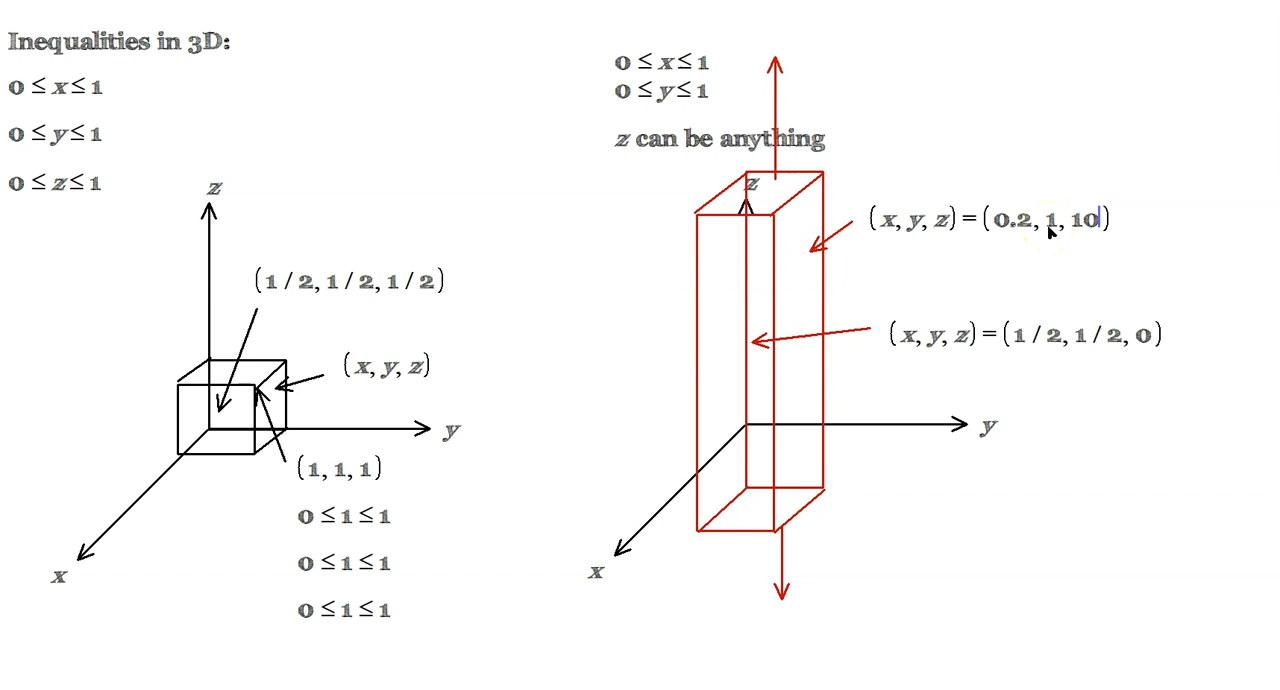 Inequalities in 3D:
0 ≤ x ≤ 1
0 ≤ y ≤ 1
0 ≤ z ≤ 1
z
(1 / 2, 1 / 2, 1 / 2)
(x, y, z)
y
(1, 1, 1)
0 ≤ 1 ≤ 1
0 ≤ 1 ≤ 1
0 ≤ 1 ≤ 1
x
0 ≤ x ≤ 1
0 ≤ y ≤ 1
z can be anything
z
(x, y, z) = (0.2, 1, 10)
(x, y, z) = (1 / 2, 1 / 2, 0)
y
x